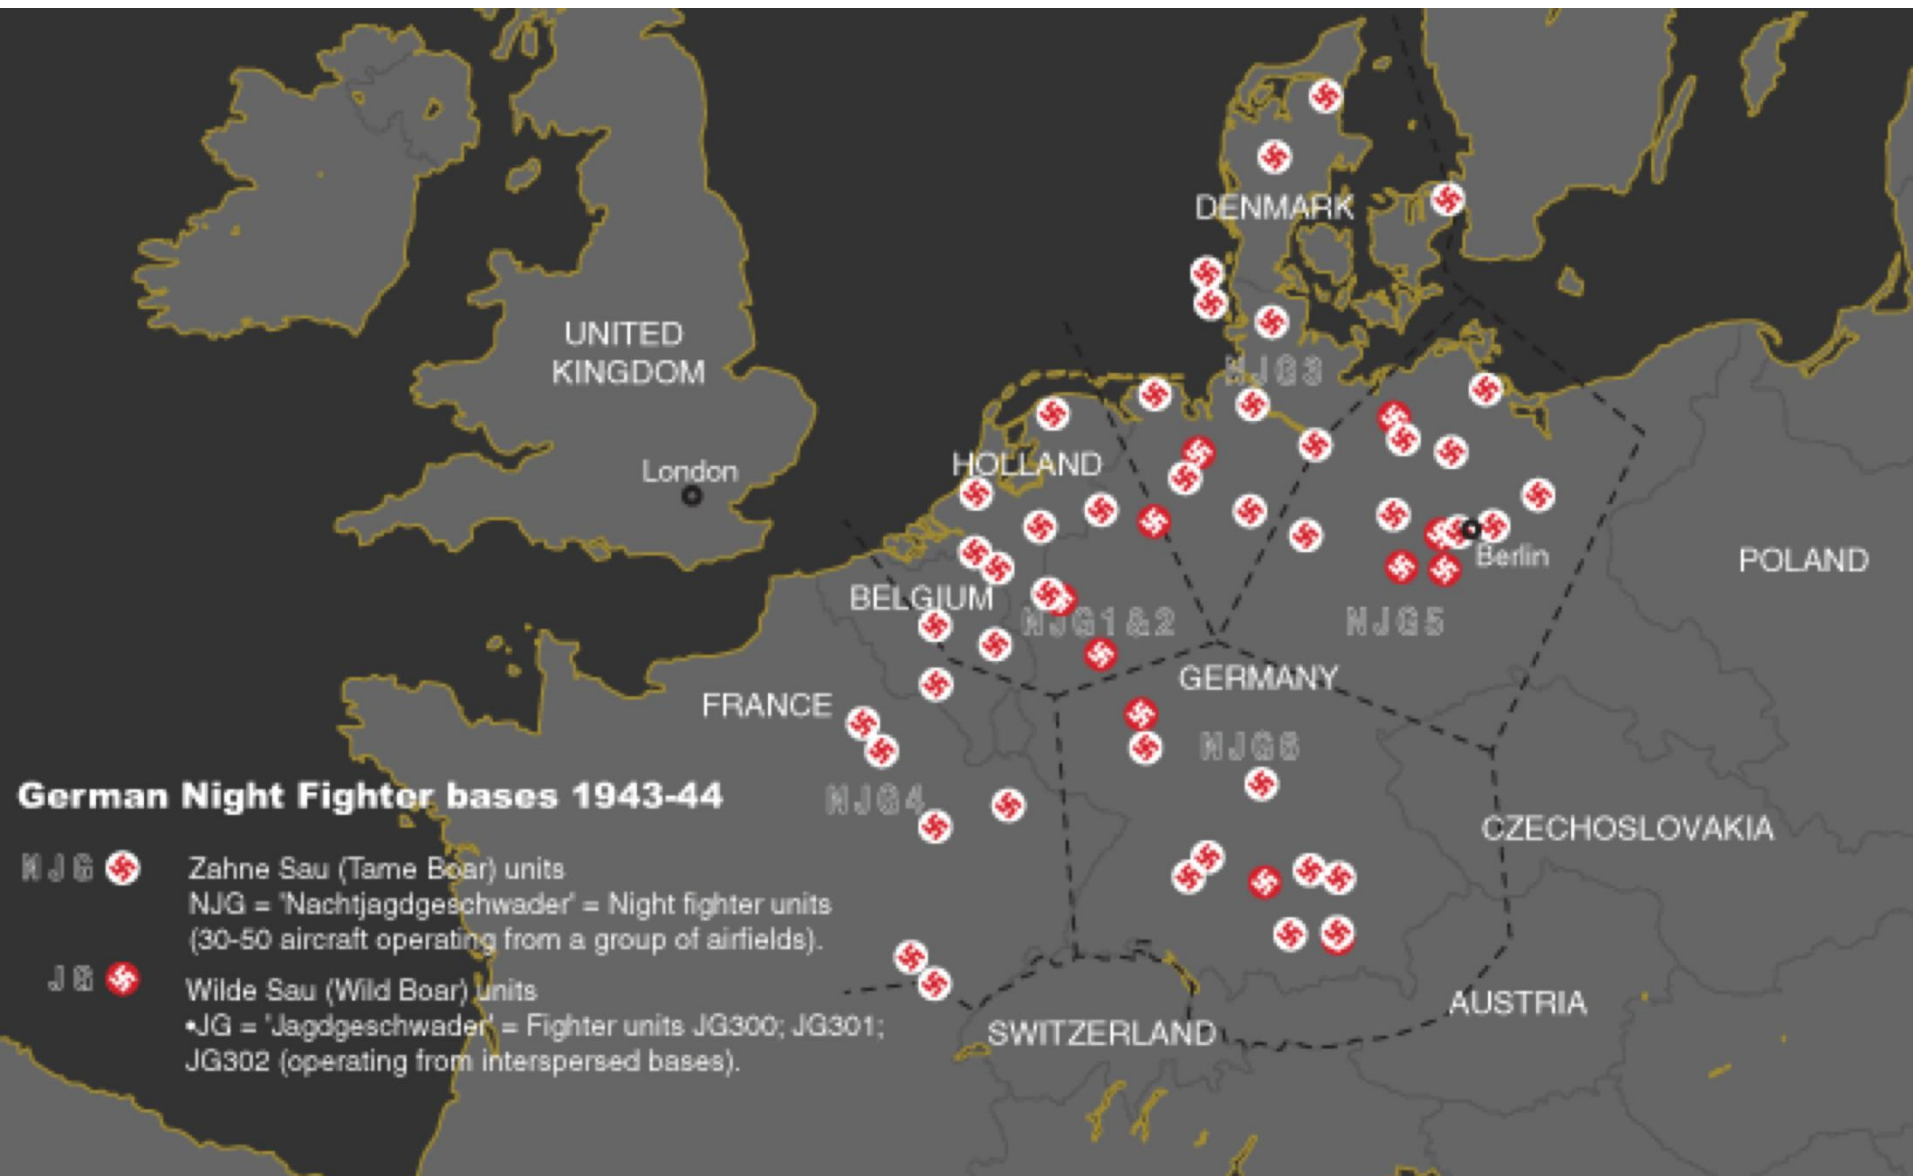 DENMARK
UNITED
KINGDOM
NJG3
HOLLAND
London
Berlin
POLAND
BELGIUM
NJG1&2
NJG5
GERMANY
FRANCE
NJG6
German Night Fighter bases 1943-44
NJG4
CZECHOSLOVAKIA
NJG
Zahne Sau (Tame Boar) units
NJG = 'Nachtjagdgeschwader' = Night fighter units
(30-50 aircraft operating from a group of airfields).
JG
Wilde Sau (Wild Boar) units
•JG = 'Jagdgeschwader' = Fighter units JG300; JG301;
JG302 (operating from interspersed bases).
AUSTRIA
SWITZERLAND